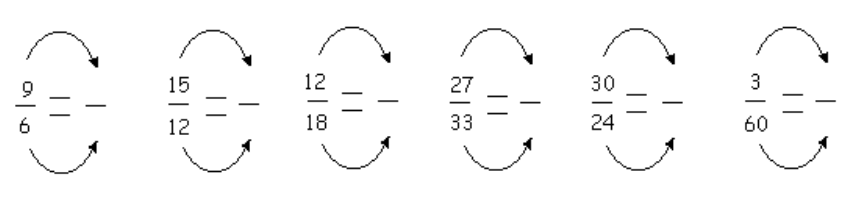 9/6 = — 15/12 = — 12/18 = — 27/33 = — 30/24 = — 3/60 = —